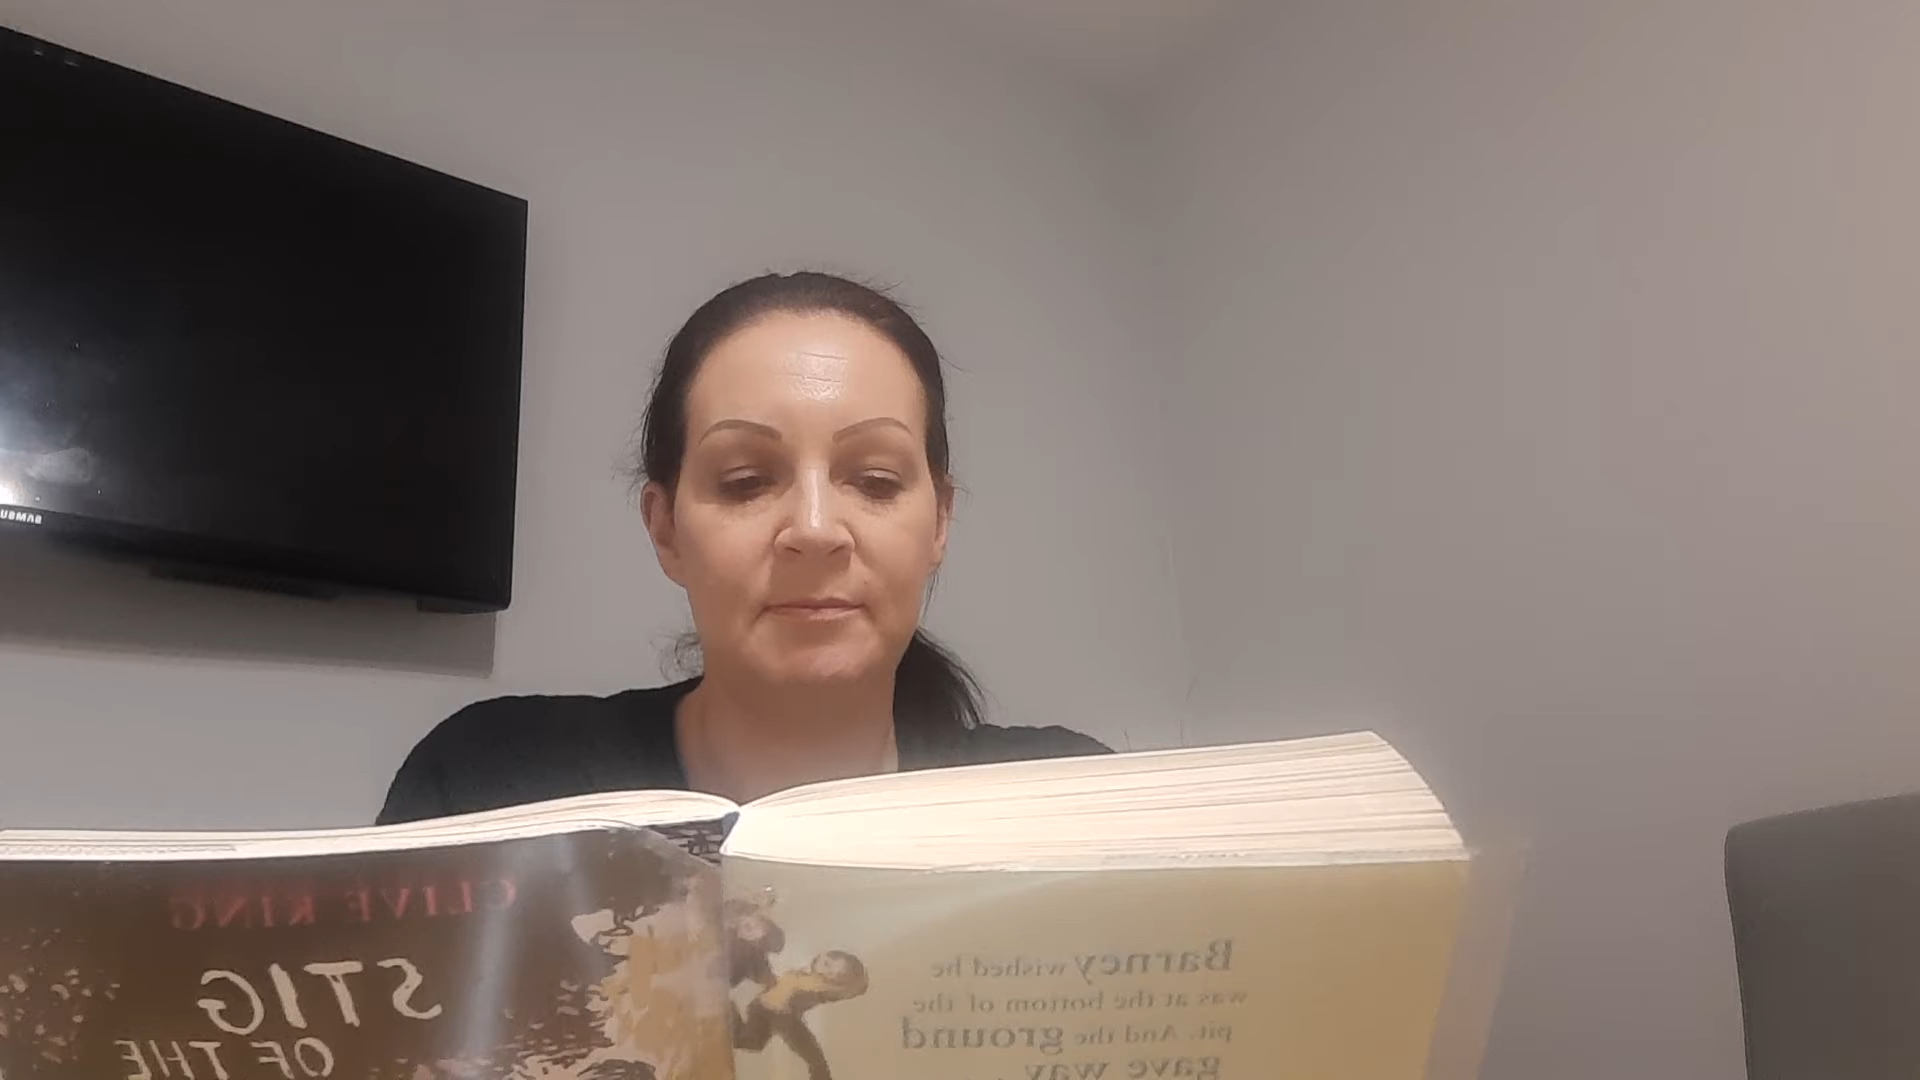 CLIVE KING
STIG
OF THE
Barney wished he
was at the bottom of the
pit. And the ground
gave way